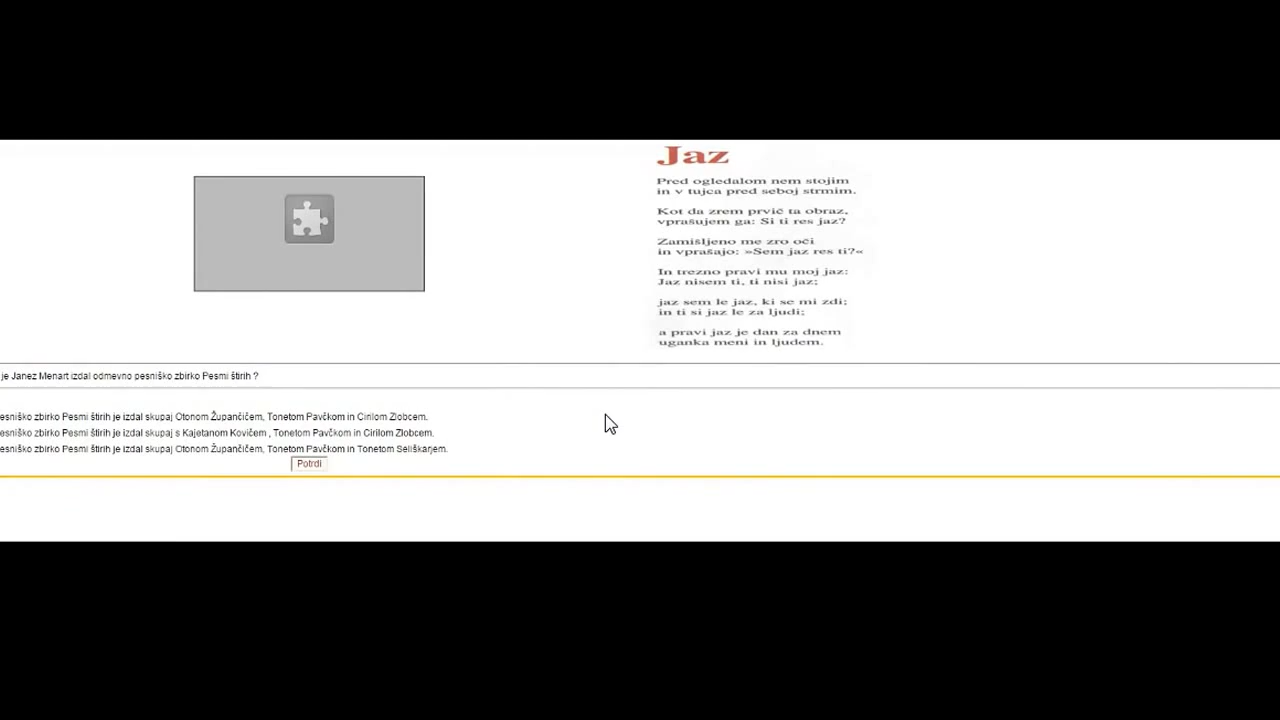 Jaz
Pred ogledalom nem stojim
in v tujca pred seboj strmim.
Kot da zrem prvič ta obraz,
vprašujem ga: Si ti res jaz?
Zamišljeno me zro oči
in vprašajo: »Sem jaz res ti?«
In trezno pravi mu moj jaz:
Jaz nisem ti, ti nisi jaz;
jaz sem le jaz, ki se mi zdi;
in ti si jaz le za ljudi;
a pravi jaz je dan za dnem
uganka meni in ljudem.
je Janez Menart izdal odmevno pesniško zbirko Pesmi štirih ?
esniško zbirko Pesmi štirih je izdal skupaj Otonom Župančičem, Tonetom Pavčkom in Cirilom Zlobcem.
esniško zbirko Pesmi štirih je izdal skupaj s Kajetanom Kovičem , Tonetom Pavčkom in Cirilom Zlobcem.
esniško zbirko Pesmi štirih je izdal skupaj Otonom Župančičem, Tonetom Pavčkom in Tonetom Seliškarjem.
Potrdi